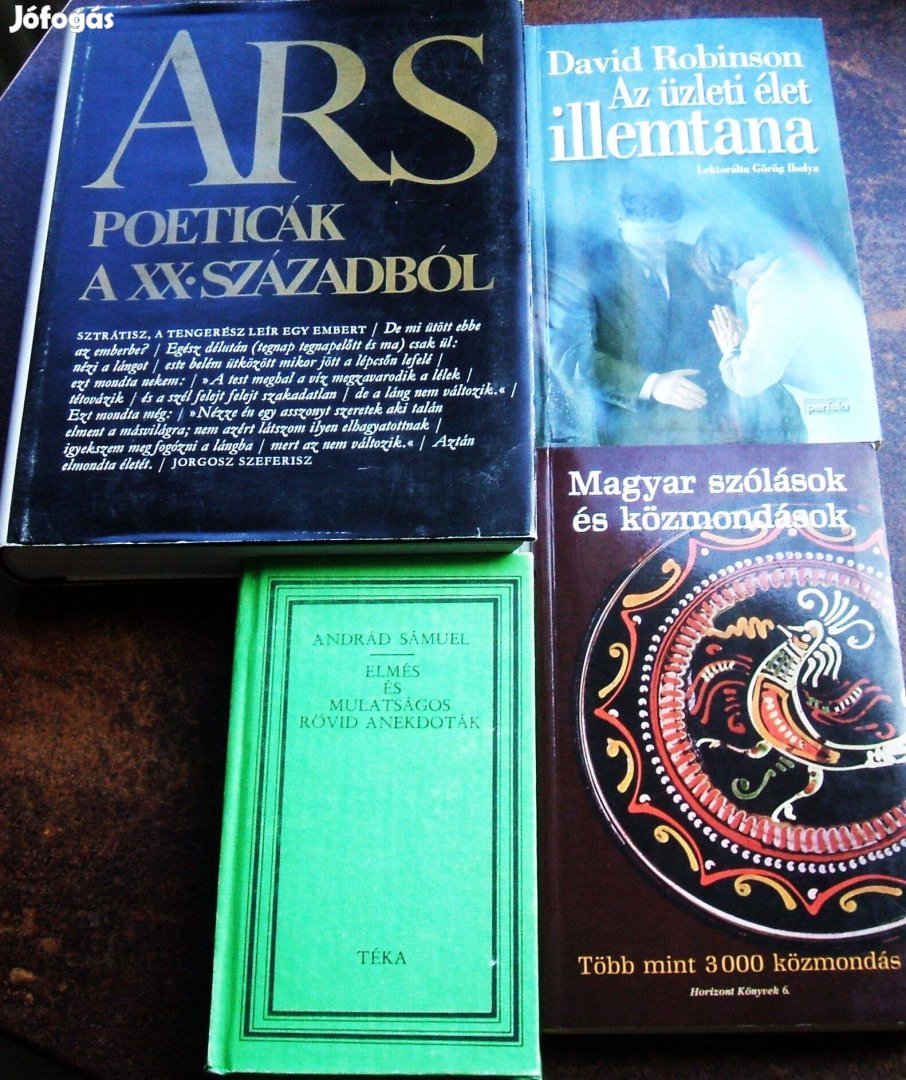 Jófogás
ARS
POETICÁK
A XX. SZÁZADBÓL
SZTRÁTISZ, A TENGERÉSZ LEÍR EGY EMBERT / De mi ütött ebbe
az emberbe? / Egész délután (tegnap tegnapelőtt és ma) csak ül:
nézi a lángot / este belém ütközött mikor jött a lépcsőn lefelé /
ezt mondta nekem: / »A test meghal a víz megzavarodik a lélek /
tétovázik / és a szél felejt felejt szakadatlan / de a láng nem változik.« /
Ezt mondta még: / »Nézze én egy asszonyt szeretek aki talán
elment a másvilágra; nem azért látszom ilyen elhagyatottnak /
igyekszem megfogózni a lángba / mert az nem változik.« / Aztán
elmondta életét. / JORGOSZ SZEFERISZ
David Robinson
Az üzleti élet
illemtana
Lektorálta Görög Ibolya
ANDRÁD SÁMUEL
ELMÉS
ÉS
MULATSÁGOS
RÖVID ANEKDOTÁK
TÉKA
Magyar szólások
és közmondások
Több mint 3000 közmondás
Horizont Könyvek 6.